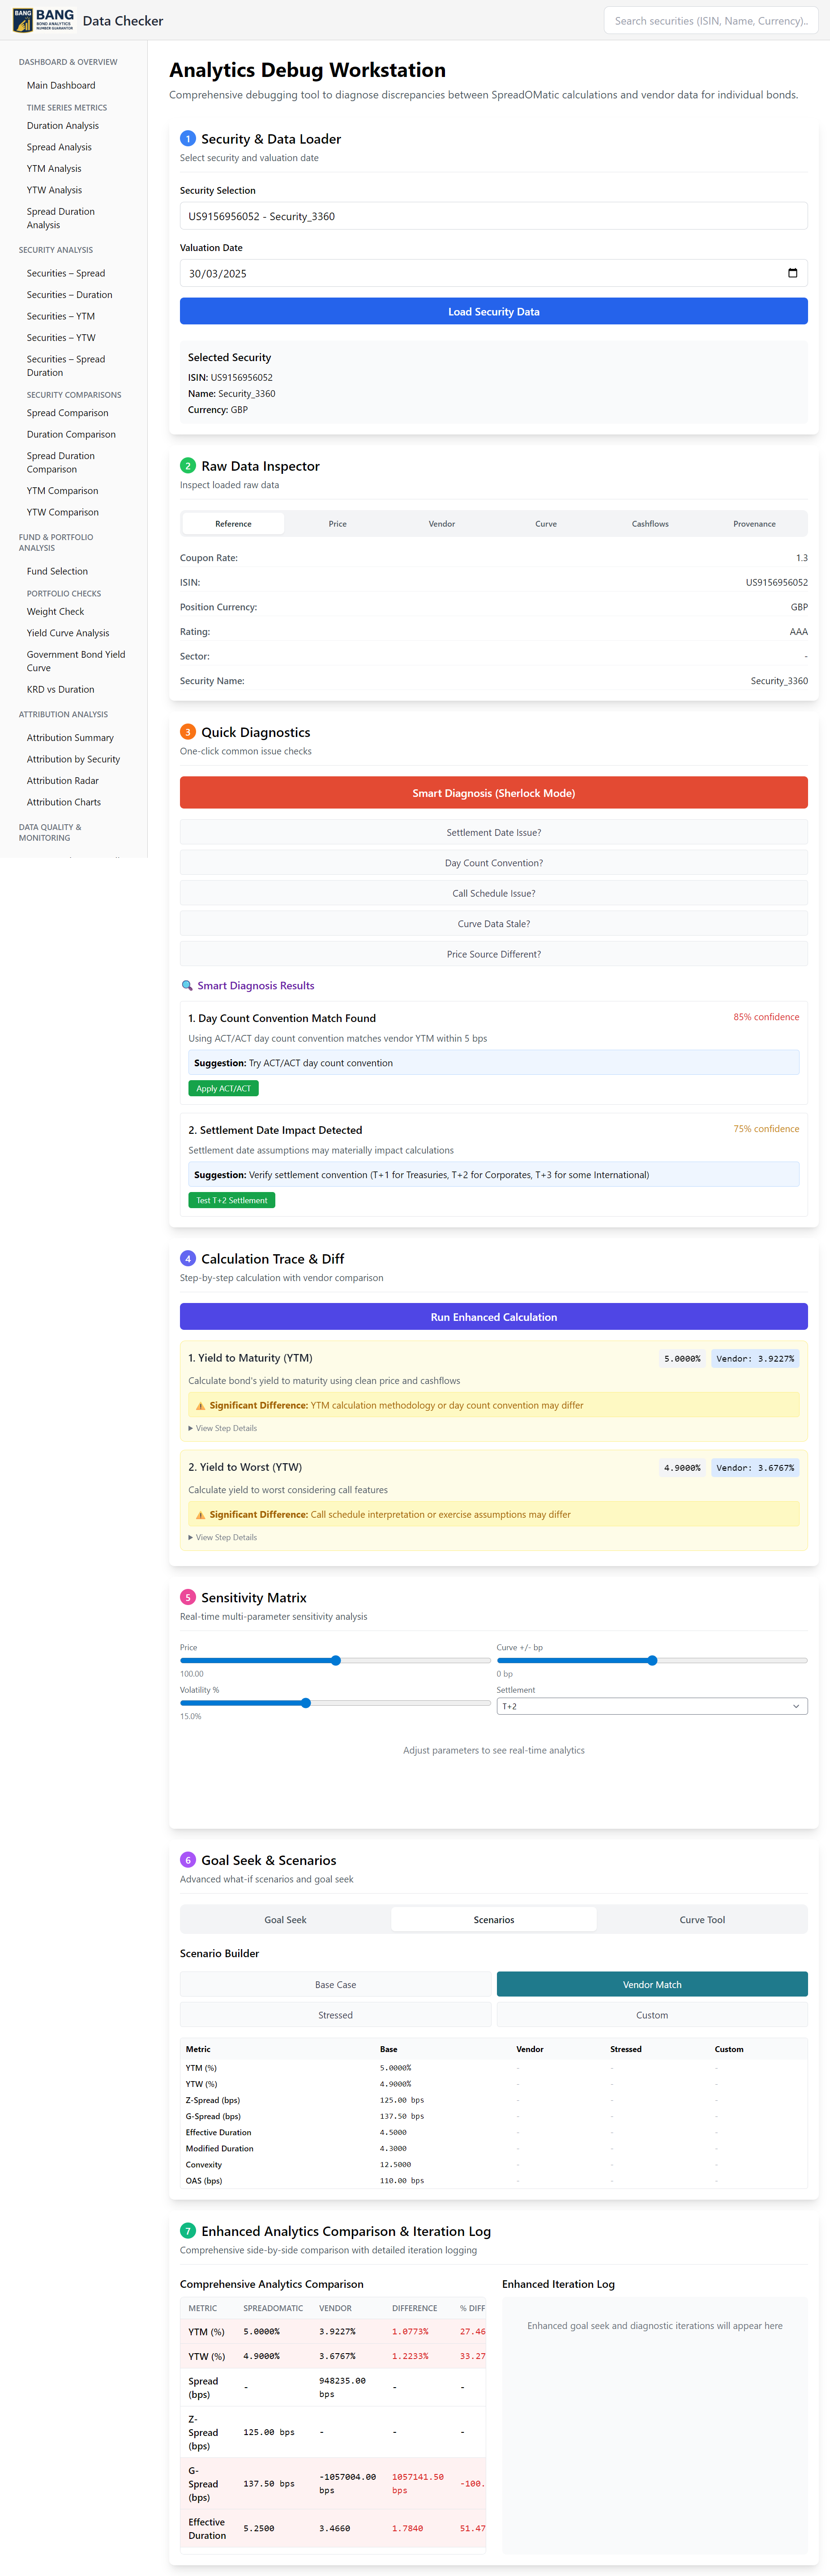 BANG
BANG
BOND ANALYTICS
NUMBER GUARANTOR
Data Checker
Search securities (ISIN, Name, Currency)..
DASHBOARD & OVERVIEW
Main Dashboard
TIME SERIES METRICS
Duration Analysis
Spread Analysis
YTM Analysis
YTW Analysis
Spread Duration
Analysis
SECURITY ANALYSIS
Securities – Spread
Securities – Duration
Securities – YTM
Securities – YTW
Securities – Spread
Duration
SECURITY COMPARISONS
Spread Comparison
Duration Comparison
Spread Duration
Comparison
YTM Comparison
YTW Comparison
FUND & PORTFOLIO
ANALYSIS
Fund Selection
PORTFOLIO CHECKS
Weight Check
Yield Curve Analysis
Government Bond Yield
Curve
KRD vs Duration
ATTRIBUTION ANALYSIS
Attribution Summary
Attribution by Security
Attribution Radar
Attribution Charts
DATA QUALITY &
MONITORING
Analytics Debug Workstation
Comprehensive debugging tool to diagnose discrepancies between SpreadOMatic calculations and vendor data for individual bonds.
1 Security & Data Loader
Select security and valuation date
Security Selection
US9156956052 - Security_3360
Valuation Date
30/03/2025
Load Security Data
Selected Security
ISIN: US9156956052
Name: Security_3360
Currency: GBP
2 Raw Data Inspector
Inspect loaded raw data
Reference Price Vendor Curve Cashflows Provenance
Coupon Rate: 1.3
ISIN: US9156956052
Position Currency: GBP
Rating: AAA
Sector: -
Security Name: Security_3360
3 Quick Diagnostics
One-click common issue checks
Smart Diagnosis (Sherlock Mode)
Settlement Date Issue?
Day Count Convention?
Call Schedule Issue?
Curve Data Stale?
Price Source Different?
🔍 Smart Diagnosis Results
1. Day Count Convention Match Found 85% confidence
Using ACT/ACT day count convention matches vendor YTM within 5 bps
Suggestion: Try ACT/ACT day count convention
Apply ACT/ACT
2. Settlement Date Impact Detected 75% confidence
Settlement date assumptions may materially impact calculations
Suggestion: Verify settlement convention (T+1 for Treasuries, T+2 for Corporates, T+3 for some International)
Test T+2 Settlement
4 Calculation Trace & Diff
Step-by-step calculation with vendor comparison
Run Enhanced Calculation
1. Yield to Maturity (YTM) 5.0000% Vendor: 3.9227%
Calculate bond's yield to maturity using clean price and cashflows
⚠ Significant Difference: YTM calculation methodology or day count convention may differ
▶ View Step Details
2. Yield to Worst (YTW) 4.9000% Vendor: 3.6767%
Calculate yield to worst considering call features
⚠ Significant Difference: Call schedule interpretation or exercise assumptions may differ
▶ View Step Details
5 Sensitivity Matrix
Real-time multi-parameter sensitivity analysis
Price Curve +/- bp
100.00 0 bp
Volatility % Settlement
T+2
15.0%
Adjust parameters to see real-time analytics
6 Goal Seek & Scenarios
Advanced what-if scenarios and goal seek
Goal Seek Scenarios Curve Tool
Scenario Builder
Base Case Vendor Match
Stressed Custom
Metric Base Vendor Stressed Custom
YTM (%) 5.0000% - - -
YTW (%) 4.9000% - - -
Z-Spread (bps) 125.00 bps - - -
G-Spread (bps) 137.50 bps - - -
Effective Duration 4.5000 - - -
Modified Duration 4.3000 - - -
Convexity 12.5000 - - -
OAS (bps) 110.00 bps - - -
7 Enhanced Analytics Comparison & Iteration Log
Comprehensive side-by-side comparison with detailed iteration logging
Comprehensive Analytics Comparison
METRIC SPREADOMATIC VENDOR DIFFERENCE % DIFF
YTM (%) 5.0000% 3.9227% 1.0773% 27.46
YTW (%) 4.9000% 3.6767% 1.2233% 33.27
Spread (bps) - 948235.00 bps - -
Z-Spread (bps) 125.00 bps - - -
G-Spread (bps) 137.50 bps -1057004.00 bps 1057141.50 bps -100.
Effective Duration 5.2500 3.4660 1.7840 51.47
Enhanced Iteration Log
Enhanced goal seek and diagnostic iterations will appear here